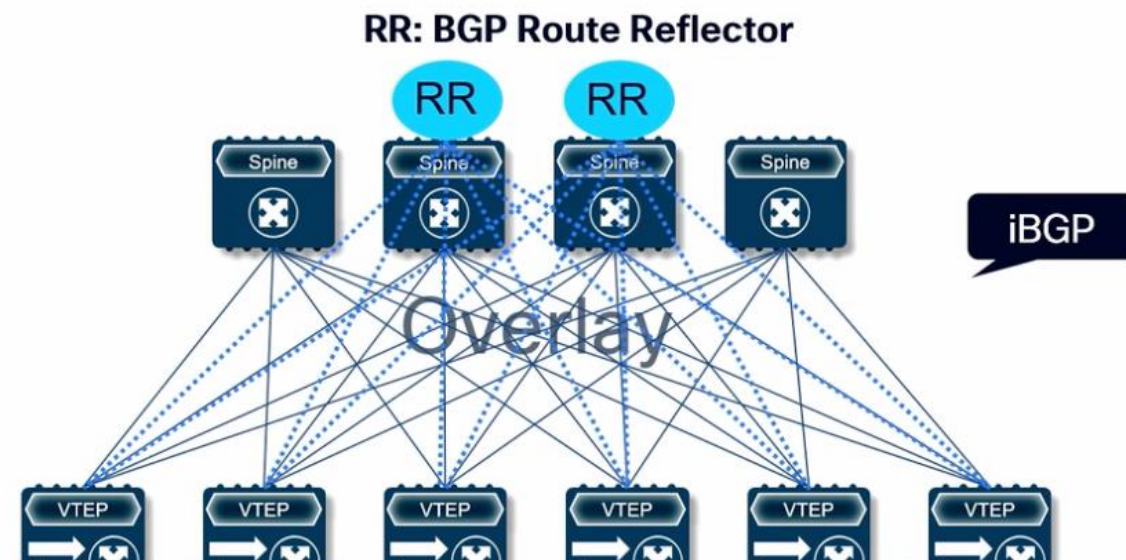 RR: BGP Route Reflector
RR RR
Spine Spine Spine Spine
iBGP
Overlay
VTEP VTEP VTEP VTEP VTEP VTEP